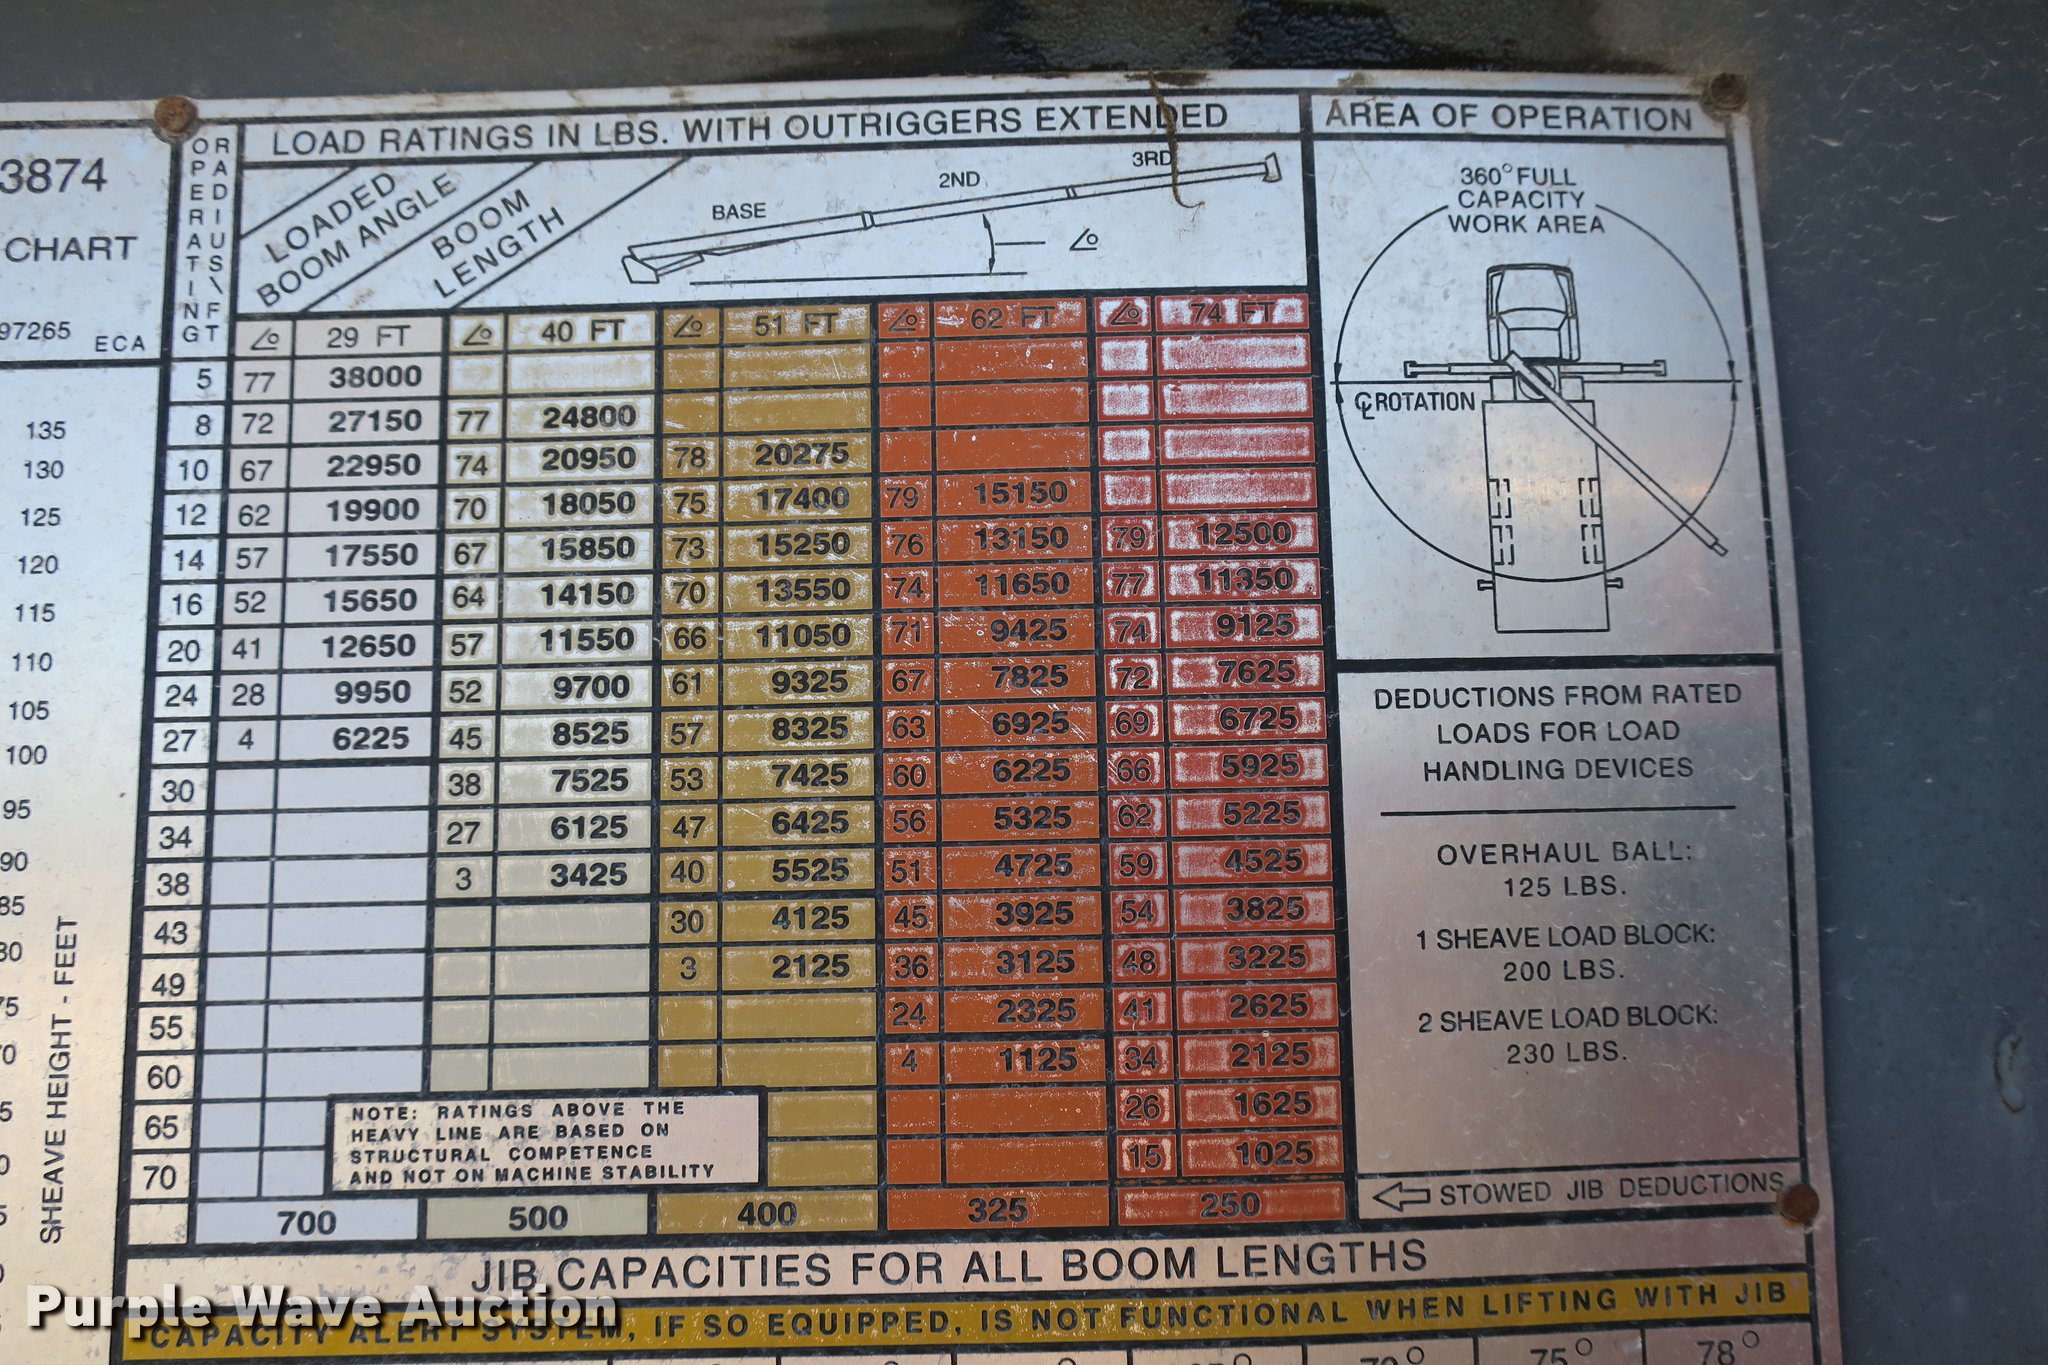 3874
CHART
97265 ECA
135
130
125
120
115
110
105
100
95
90
85
SHEAVE HEIGHT - FEET
OPERATING
RADIUS\FT
LOAD RATINGS IN LBS. WITH OUTRIGGERS EXTENDED
LOADED
BOOM ANGLE
BOOM
LENGTH
BASE
2ND
3RD
∠o
∠o 29 FT ∠o 40 FT ∠o 51 FT ∠o 62 FT ∠o 74 FT
5 77 38000
8 72 27150 77 24800
10 67 22950 74 20950 78 20275
12 62 19900 70 18050 75 17400 79 15150
14 57 17550 67 15850 73 15250 76 13150 79 12500
16 52 15650 64 14150 70 13550 74 11650 77 11350
20 41 12650 57 11550 66 11050 71 9425 74 9125
24 28 9950 52 9700 61 9325 67 7825 72 7625
27 4 6225 45 8525 57 8325 63 6925 69 6725
30 38 7525 53 7425 60 6225 66 5925
34 27 6125 47 6425 56 5325 62 5225
38 3 3425 40 5525 51 4725 59 4525
43 30 4125 45 3925 54 3825
49 3 2125 36 3125 48 3225
55 24 2325 41 2625
60 4 1125 34 2125
65 26 1625
70 15 1025
NOTE: RATINGS ABOVE THE
HEAVY LINE ARE BASED ON
STRUCTURAL COMPETENCE
AND NOT ON MACHINE STABILITY
700 500 400 325 250
AREA OF OPERATION
360° FULL
CAPACITY
WORK AREA
℄ ROTATION
DEDUCTIONS FROM RATED
LOADS FOR LOAD
HANDLING DEVICES
OVERHAUL BALL:
125 LBS.
1 SHEAVE LOAD BLOCK:
200 LBS.
2 SHEAVE LOAD BLOCK:
230 LBS.
STOWED JIB DEDUCTIONS
JIB CAPACITIES FOR ALL BOOM LENGTHS
CAPACITY ALERT SYSTEM, IF SO EQUIPPED, IS NOT FUNCTIONAL WHEN LIFTING WITH JIB
75° 78°
Purple Wave Auction